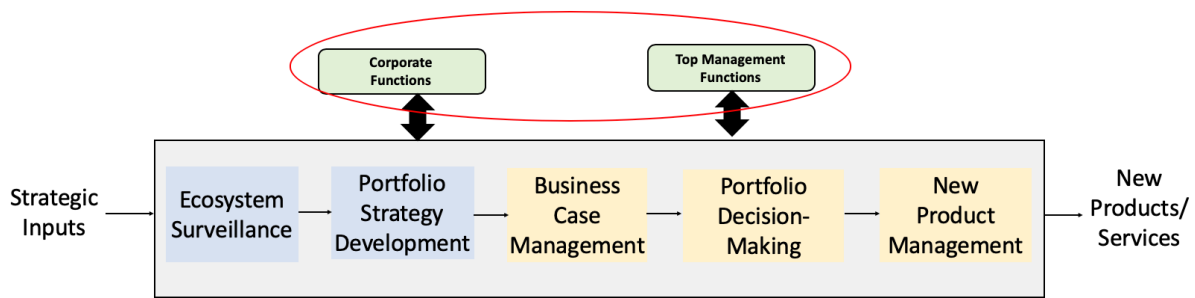 Corporate
Functions
Top Management
Functions
Strategic
Inputs
Ecosystem
Surveillance
Portfolio
Strategy
Development
Business
Case
Management
Portfolio
Decision-
Making
New
Product
Management
New
Products/
Services